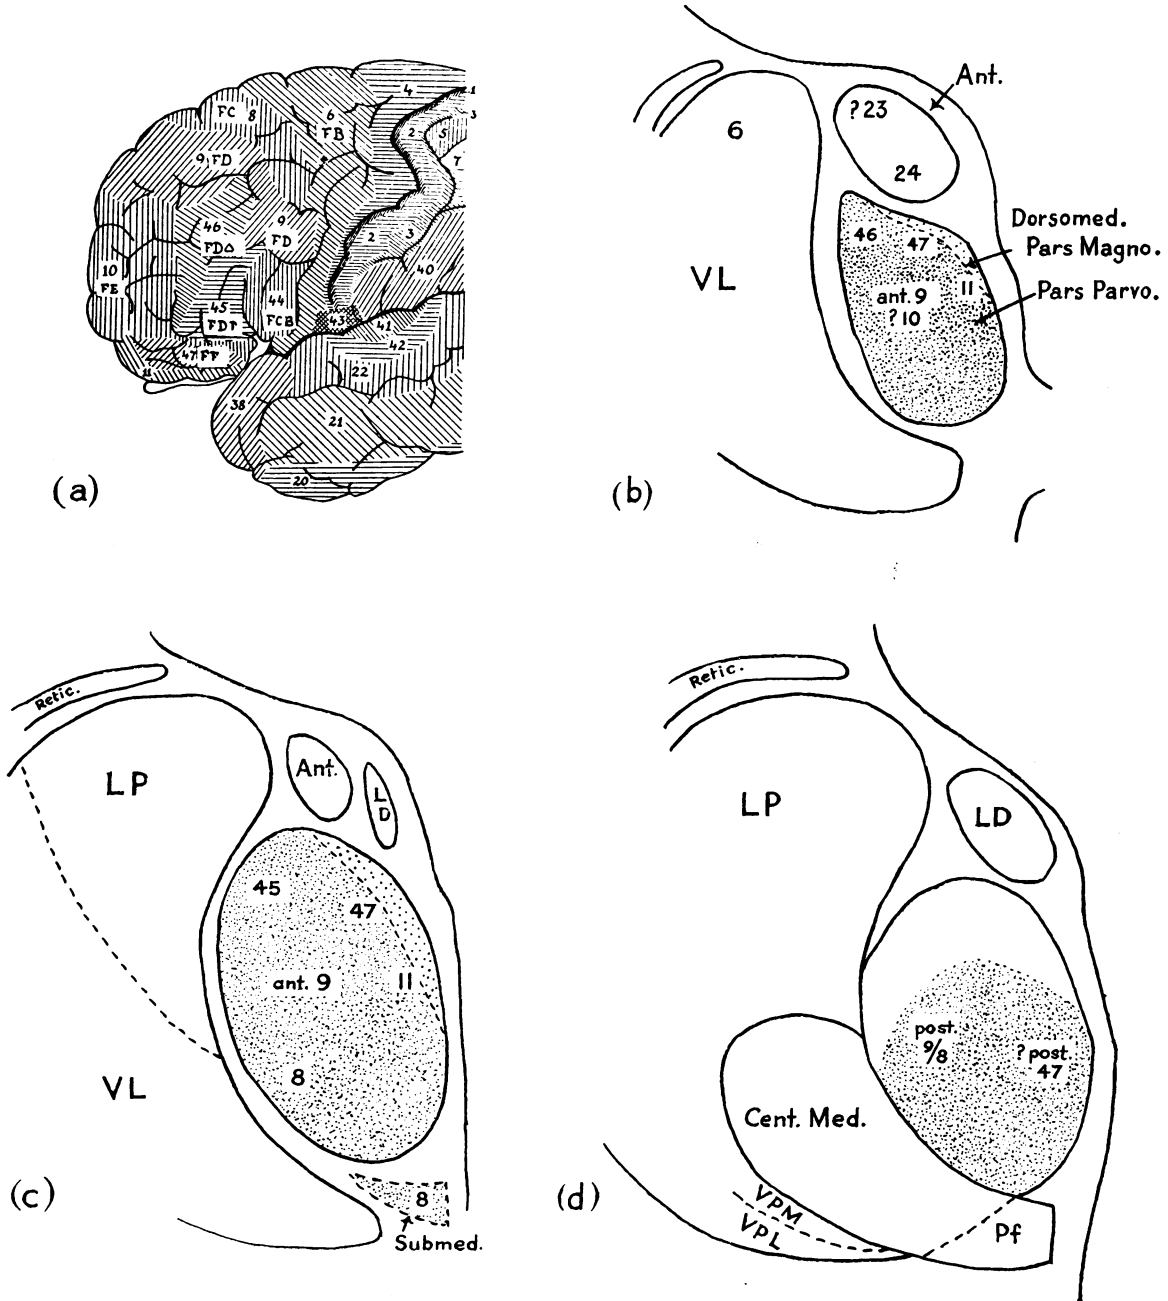 4
1
3
FC 8
6
FB
2
5
7
9 FD
46
FDΔ
9
FD
2
3
40
10
FE
45
FDΓ
44
FCB
43
41
42
47 FF
11
22
38
21
20
(a)
Ant.
?23
6
24
Dorsomed.
Pars Magno.
46
47
VL
11
Pars Parvo.
ant. 9
?10
(b)
Retic.
Ant.
LP
L
D
45
47
ant. 9
11
8
VL
8
Submed.
(c)
Retic.
LP
LD
post.
9/8
?post.
47
Cent. Med.
VPM
VPL
Pf
(d)